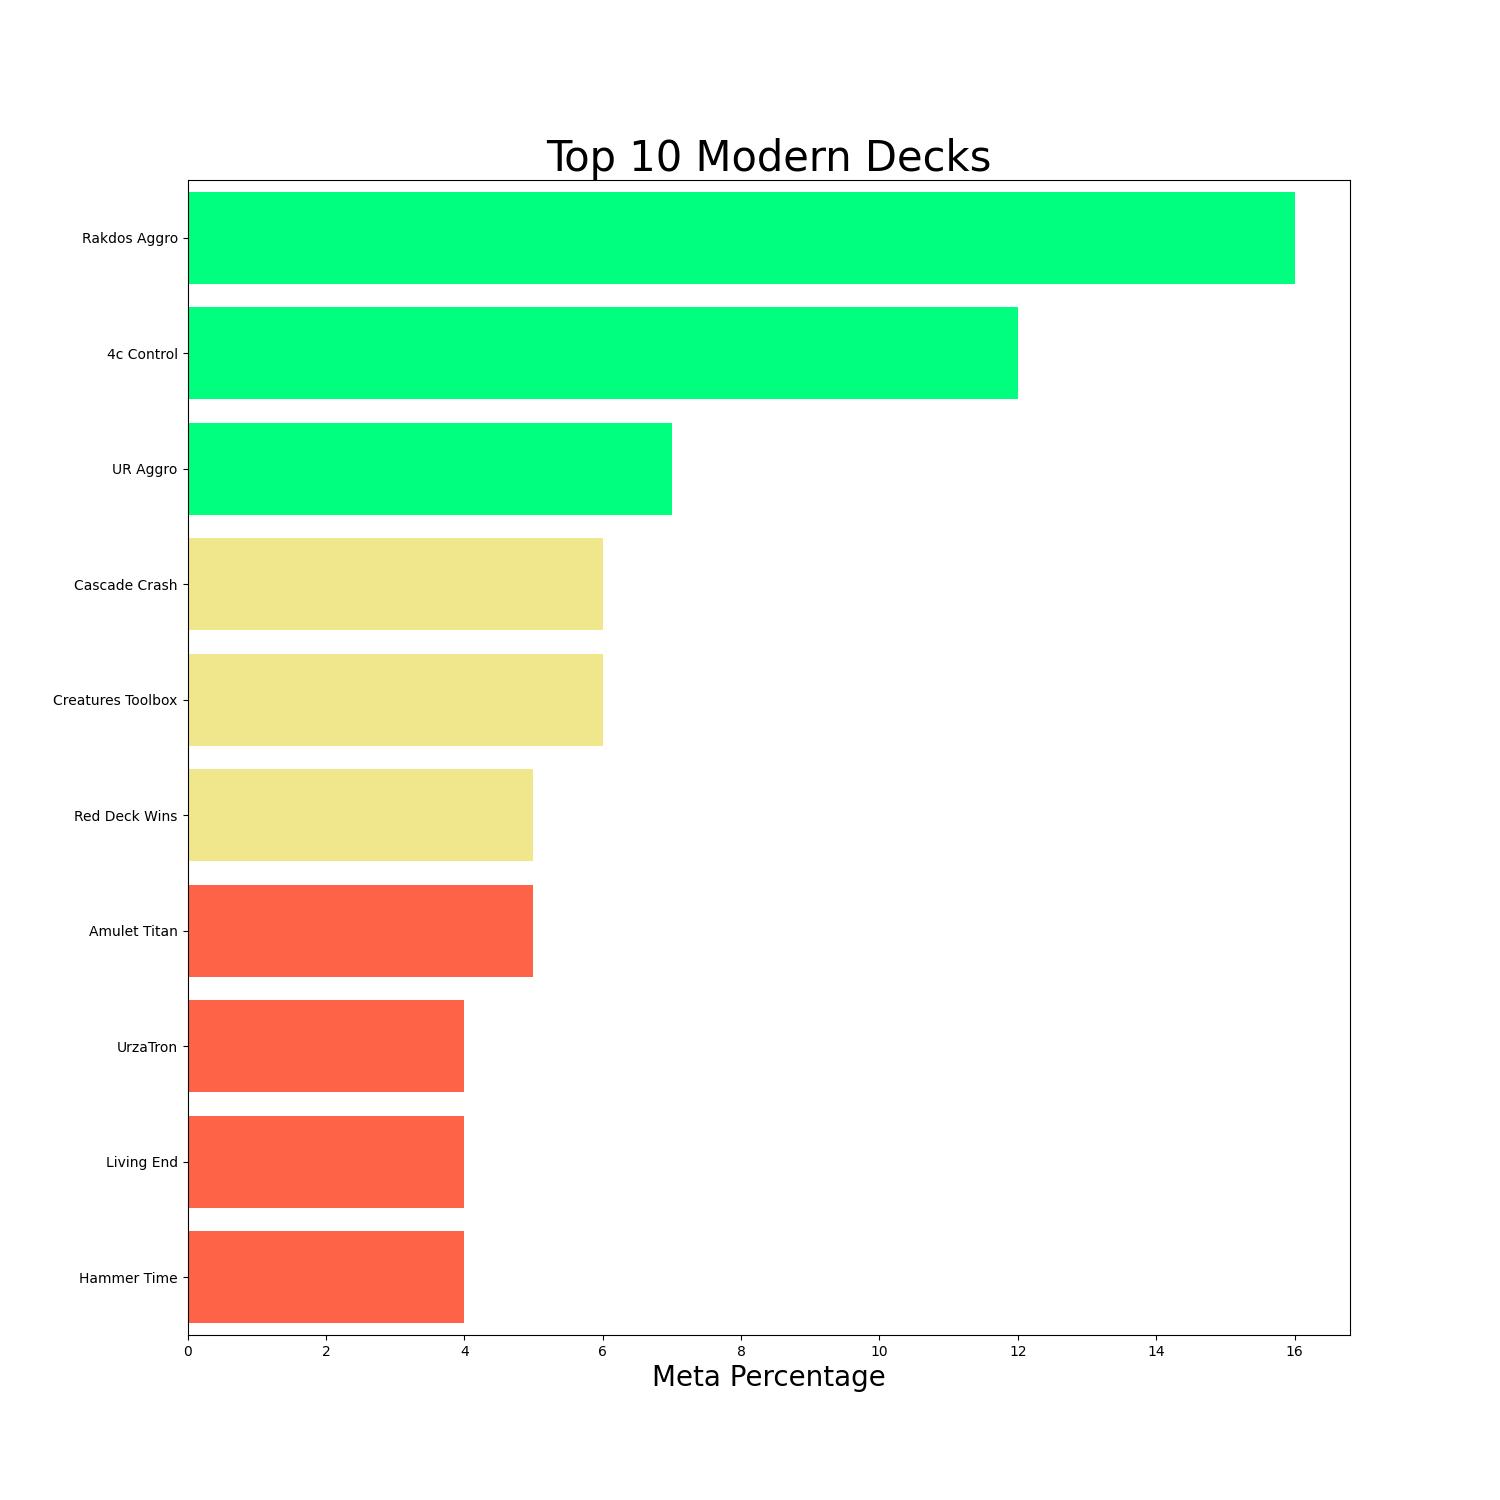 Top 10 Modern Decks
Rakdos Aggro
4c Control
UR Aggro
Cascade Crash
Creatures Toolbox
Red Deck Wins
Amulet Titan
UrzaTron
Living End
Hammer Time
0 2 4 6 8 10 12 14 16
Meta Percentage